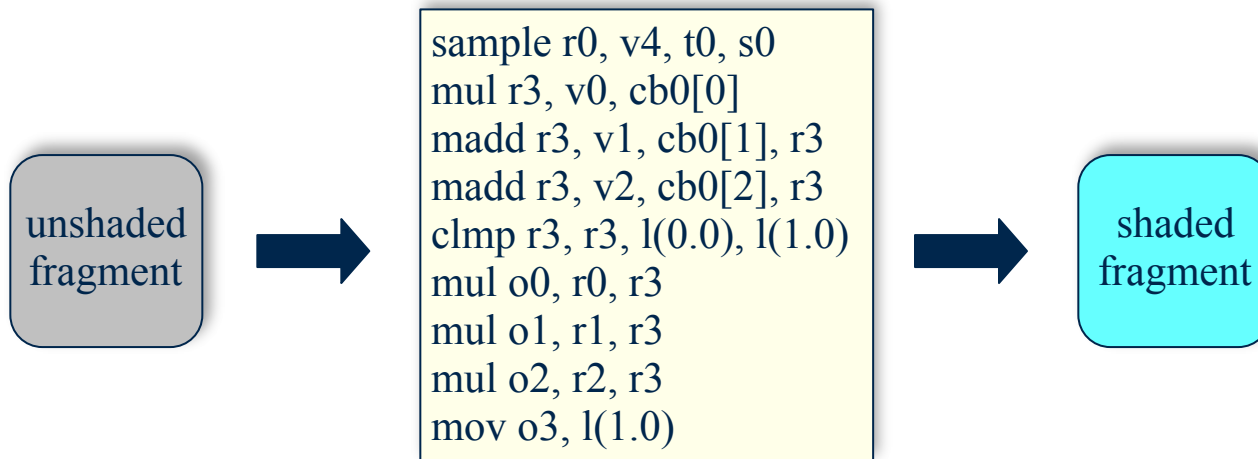 unshaded
fragment
sample r0, v4, t0, s0
mul r3, v0, cb0[0]
madd r3, v1, cb0[1], r3
madd r3, v2, cb0[2], r3
clmp r3, r3, l(0.0), l(1.0)
mul o0, r0, r3
mul o1, r1, r3
mul o2, r2, r3
mov o3, l(1.0)
shaded
fragment